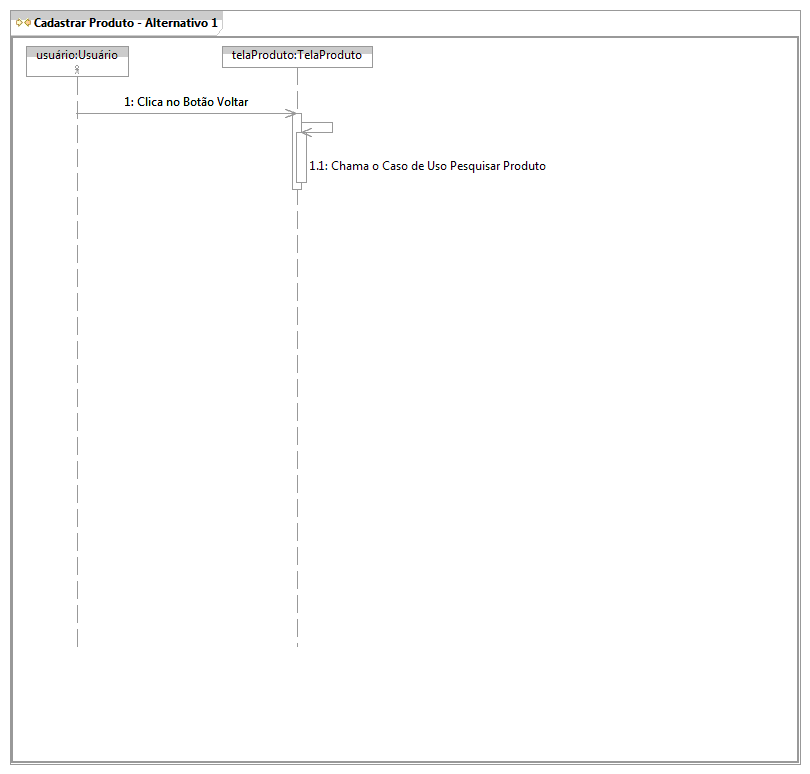 Cadastrar Produto - Alternativo 1
usuário:Usuário
telaProduto:TelaProduto
1: Clica no Botão Voltar
1.1: Chama o Caso de Uso Pesquisar Produto